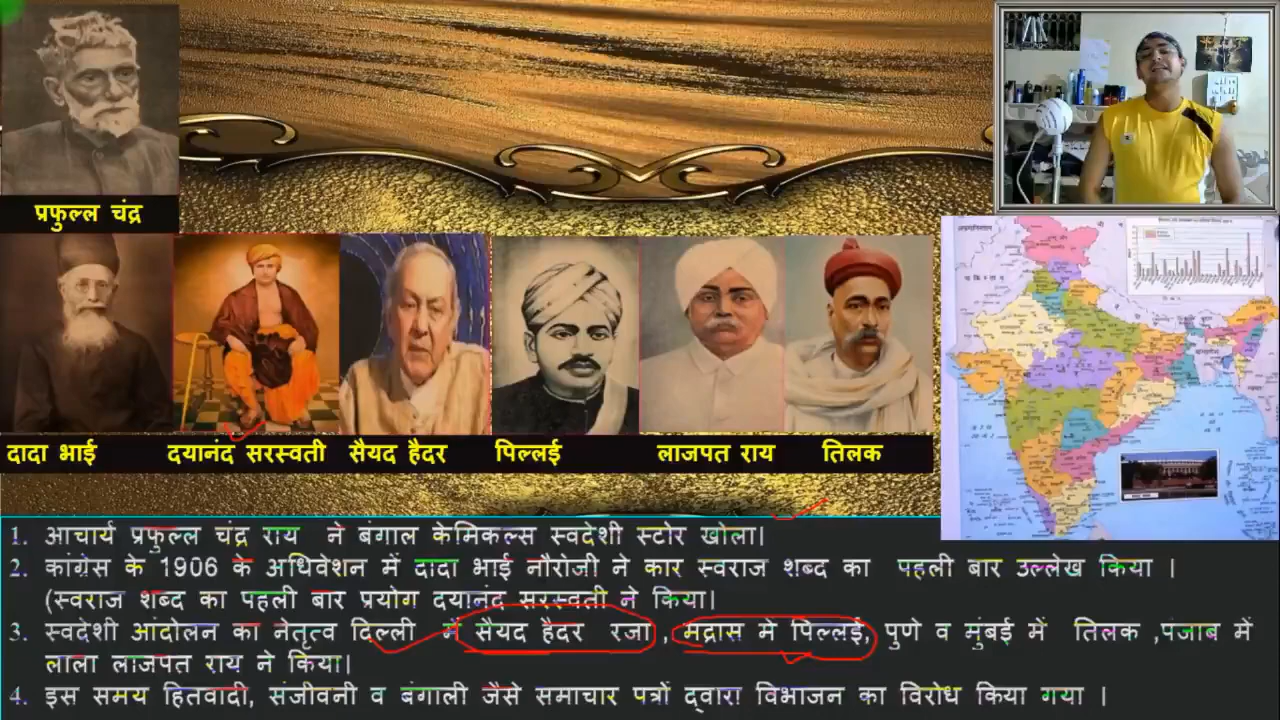 प्रफुल्ल चंद्र
दादा भाई
दयानंद सरस्वती
सैयद हैदर
पिल्लई
लाजपत राय
तिलक
1. आचार्य प्रफुल्ल चंद्र राय ने बंगाल केमिकल्स स्वदेशी स्टोर खोला।
2. कांग्रेस के 1906 के अधिवेशन में दादा भाई नौरोजी ने कार स्वराज शब्द का पहली बार उल्लेख किया ।
(स्वराज शब्द का पहली बार प्रयोग दयानंद सरस्वती ने किया।
3. स्वदेशी आंदोलन का नेतृत्व दिल्ली में सैयद हैदर रजा , मद्रास में पिल्लई, पुणे व मुंबई में तिलक ,पंजाब में
लाला लाजपत राय ने किया।
4. इस समय हितवादी, संजीवनी व बंगाली जैसे समाचार पत्रों द्वारा विभाजन का विरोध किया गया ।